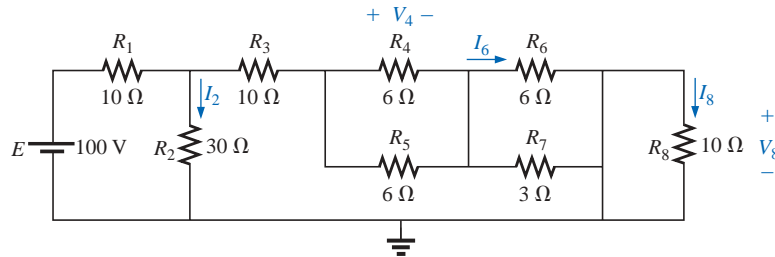 + V4 −
R1 R3 R4 I6 R6
10 Ω I2 10 Ω 6 Ω 6 Ω I8
E 100 V R2 30 Ω R5 R7 R8 10 Ω + V8 −
6 Ω 3 Ω